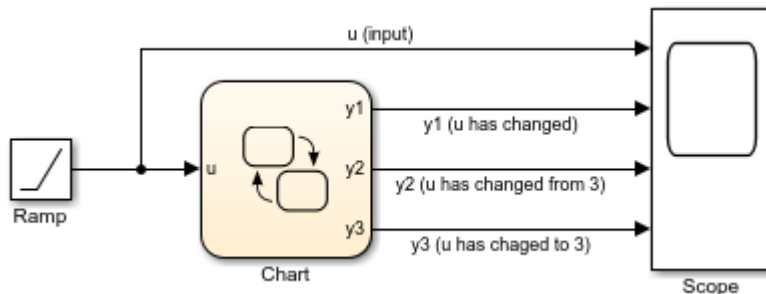 u (input)
y1
y1 (u has changed)
u
y2
y2 (u has changed from 3)
y3
y3 (u has chaged to 3)
Ramp
Chart
Scope